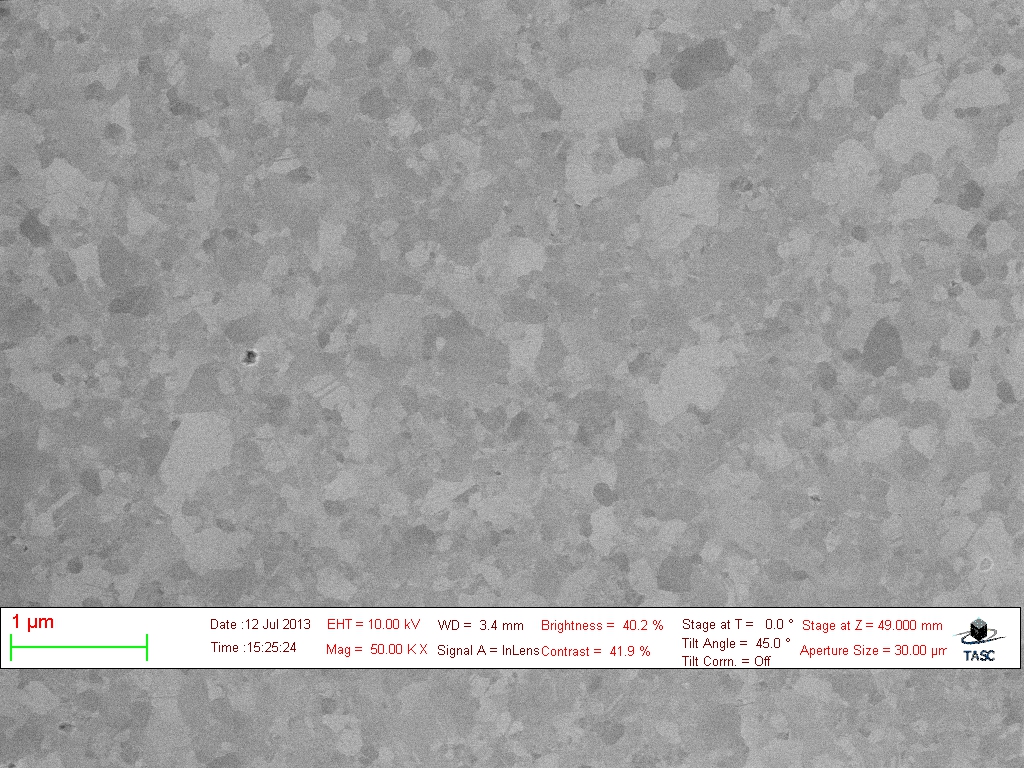 1 µm
Date :12 Jul 2013
Time :15:25:24
EHT = 10.00 kV
Mag = 50.00 K X
WD = 3.4 mm
Signal A = InLens
Brightness = 40.2 %
Contrast = 41.9 %
Stage at T = 0.0 °
Tilt Angle = 45.0 °
Tilt Corrn. = Off
Stage at Z = 49.000 mm
Aperture Size = 30.00 µm
TASC